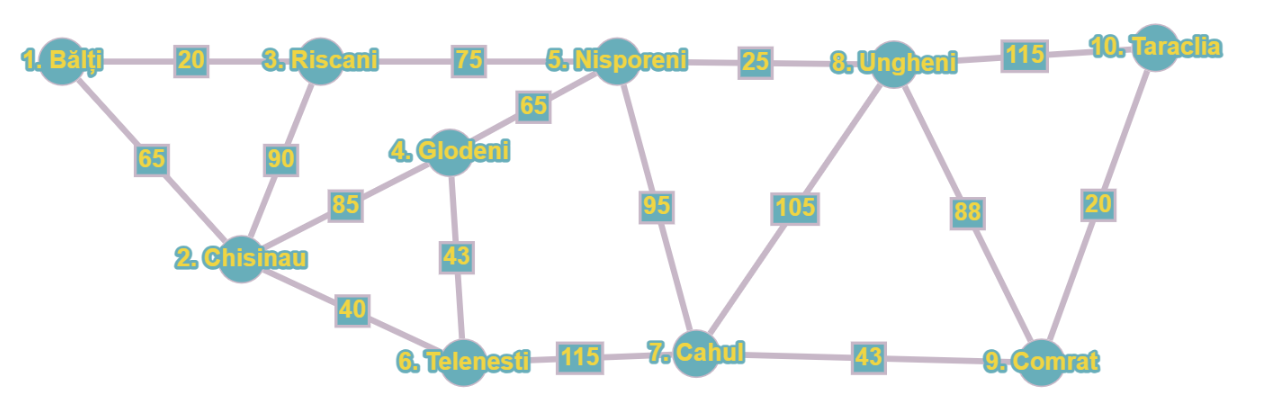 1. Bălți
20
3. Riscani
75
5. Nisporeni
25
8. Ungheni
115
10. Taraclia
65
4. Glodeni
65
90
85
95
105
88
20
2. Chisinau
43
40
6. Telenesti
115
7. Cahul
43
9. Comrat